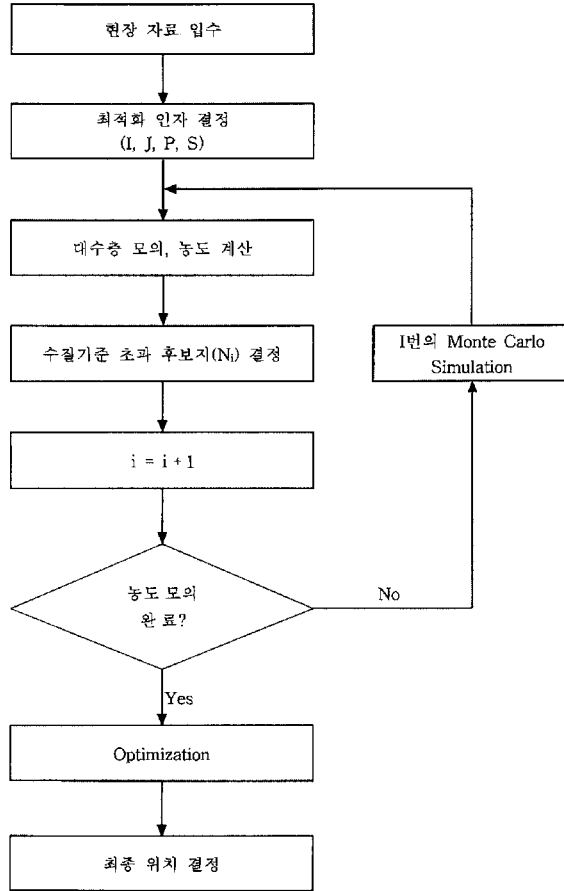 현장 자료 입수
최적화 인자 결정
(I, J, P, S)
대수층 모의, 농도 계산
수질기준 초과 후보지(Ni) 결정
I번의 Monte Carlo
Simulation
i = i + 1
농도 모의
완 료?
No
Yes
Optimization
최종 위치 결정